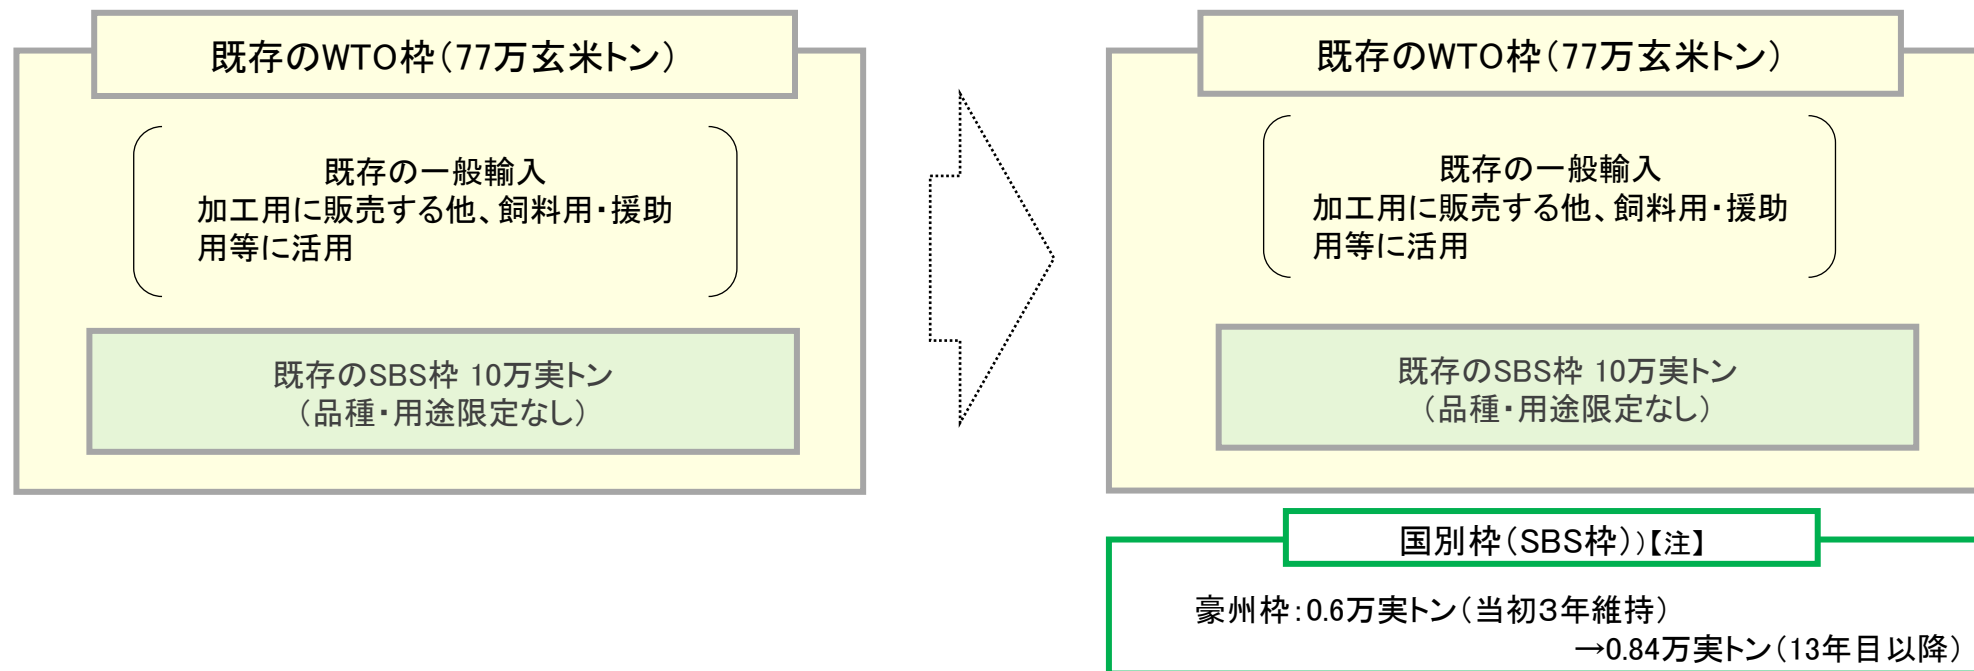 既存のWTO枠（77万玄米トン）
既存の一般輸入
加工用に販売する他、飼料用・援助
用等に活用
既存のSBS枠 10万実トン
（品種・用途限定なし）
既存のWTO枠（77万玄米トン）
既存の一般輸入
加工用に販売する他、飼料用・援助
用等に活用
既存のSBS枠 10万実トン
（品種・用途限定なし）
国別枠（SBS枠））【注】
豪州枠：0.6万実トン（当初３年維持）
→0.84万実トン（13年目以降）